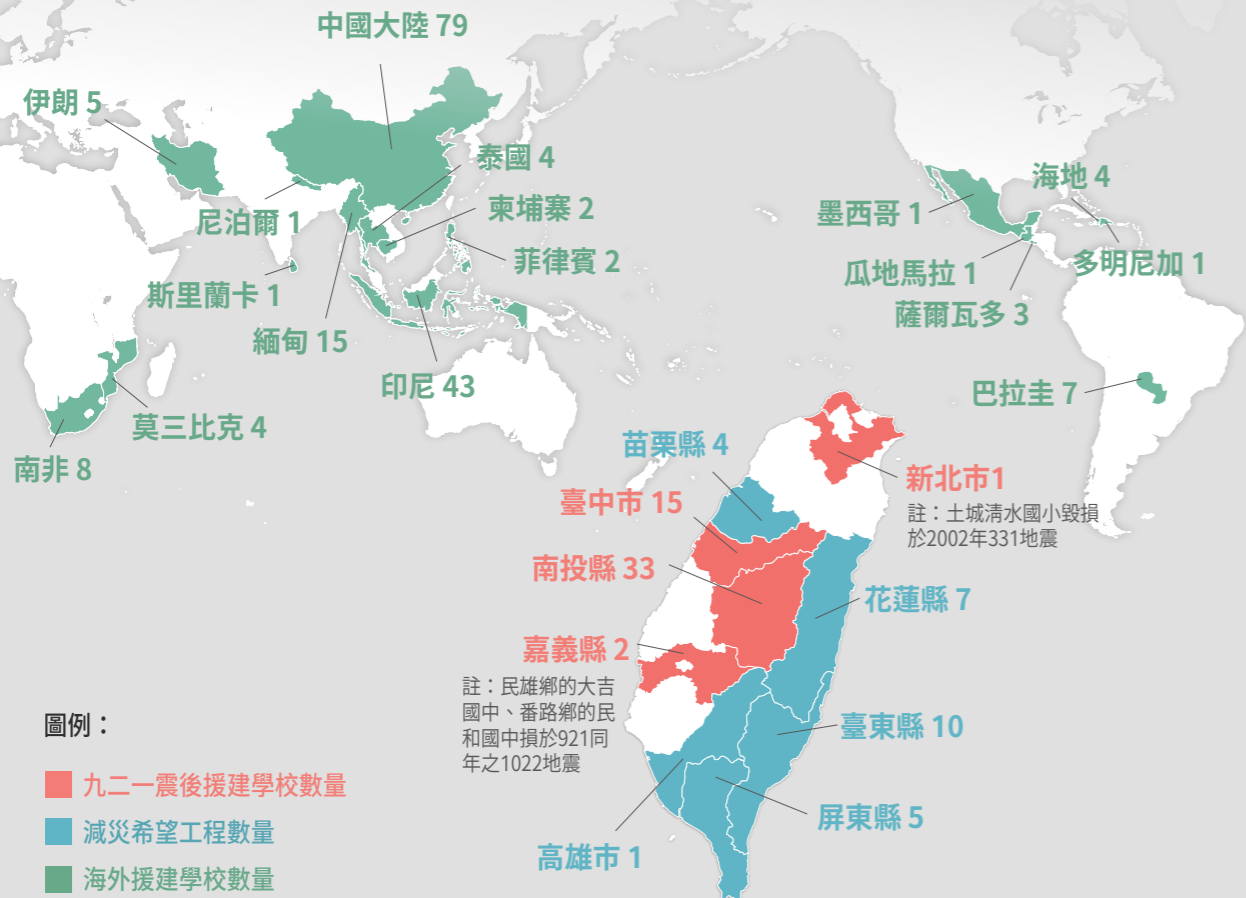 中國大陸 79
伊朗 5
泰國 4
尼泊爾 1
柬埔寨 2
菲律賓 2
斯里蘭卡 1
緬甸 15
印尼 43
莫三比克 4
南非 8
海地 4
墨西哥 1
瓜地馬拉 1
多明尼加 1
薩爾瓦多 3
巴拉圭 7
苗栗縣 4
新北市1
註：土城清水國小毀損
於2002年331地震
臺中市 15
南投縣 33
花蓮縣 7
嘉義縣 2
註：民雄鄉的大吉
國中、番路鄉的民
和國中損於921同
年之1022地震
臺東縣 10
屏東縣 5
高雄市 1
圖例：
九二一震後援建學校數量
減災希望工程數量
海外援建學校數量